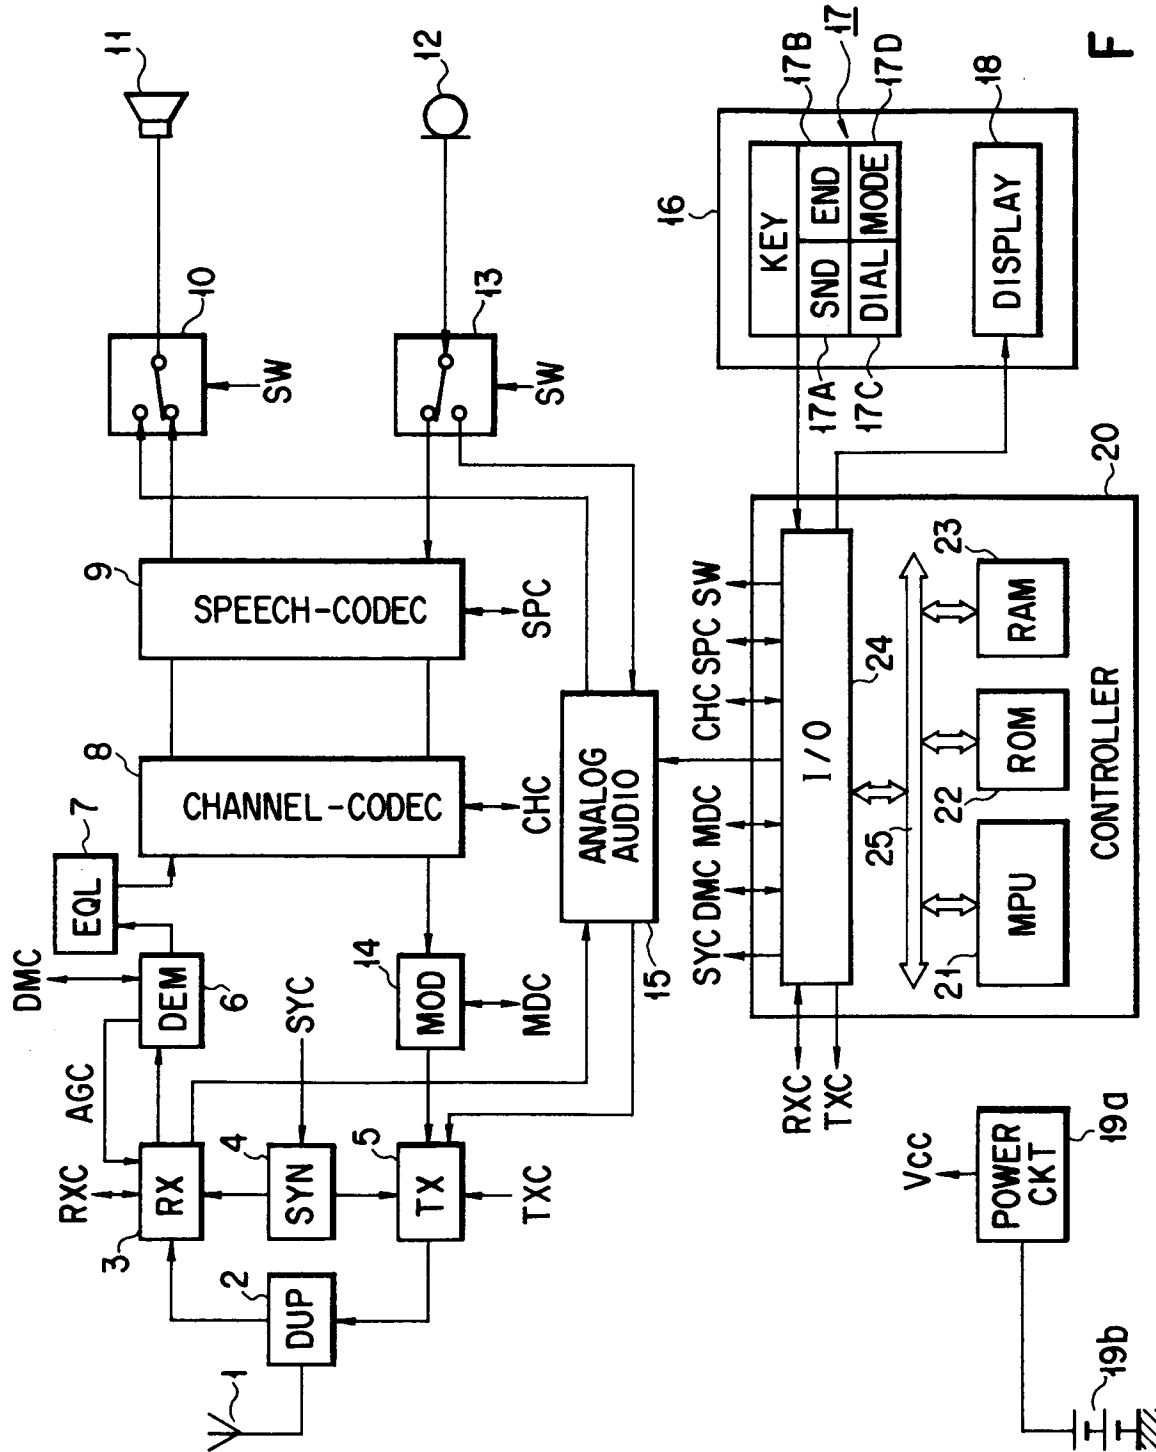 11
12
10
13
SW
SW
9
SPEECH-CODEC
SPC
8
CHANNEL-CODEC
CHC
7
EQL
DMC
DEM
6
AGC
RXC
RX
3
SYC
4
SYN
14
MOD
MDC
5
TX
TXC
2
DUP
1
ANALOG
AUDIO
15
16
KEY
SND
END
DIAL
MODE
17A
17B
17
17C
17D
DISPLAY
18
SYC
DMC
MDC
CHC
SPC
SW
I/O
24
25
RXC
TXC
MPU
21
ROM
22
RAM
23
CONTROLLER
20
Vcc
POWER
CKT
19a
19b
F